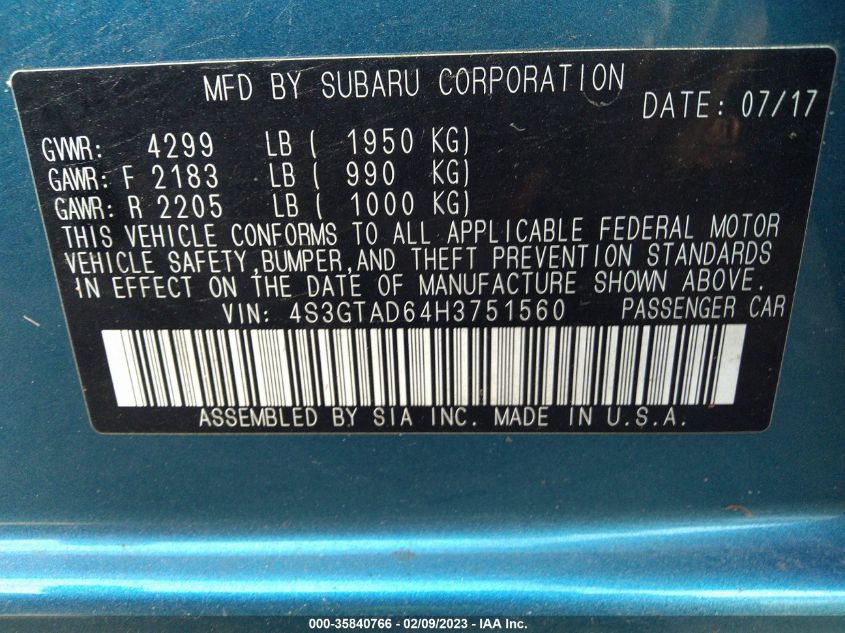 MFD BY SUBARU CORPORATION
DATE: 07/17
GVWR: 4299 LB ( 1950 KG)
GAWR: F 2183 LB ( 990 KG)
GAWR: R 2205 LB ( 1000 KG)
THIS VEHICLE CONFORMS TO ALL APPLICABLE FEDERAL MOTOR
VEHICLE SAFETY,BUMPER,AND THEFT PREVENTION STANDARDS
IN EFFECT ON THE DATE OF MANUFACTURE SHOWN ABOVE.
VIN: 4S3GTAD64H3751560 PASSENGER CAR
ASSEMBLED BY SIA INC. MADE IN U.S.A.
000-35840766 — 02/09/2023 — IAA Inc.